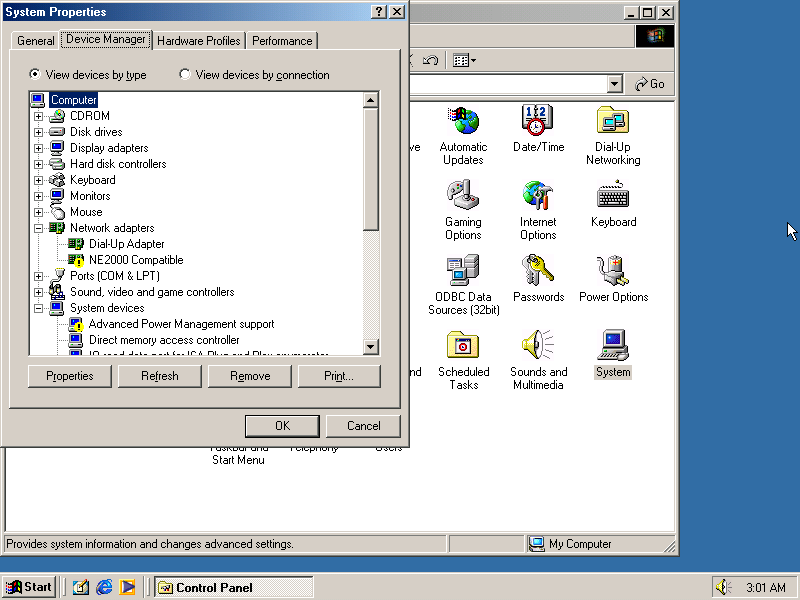 System Properties
General
Device Manager
Hardware Profiles
Performance
View devices by type
View devices by connection
Computer
CDROM
Disk drives
Display adapters
Hard disk controllers
Keyboard
Monitors
Mouse
Network adapters
Dial-Up Adapter
NE2000 Compatible
Ports (COM & LPT)
Sound, video and game controllers
System devices
Advanced Power Management support
Direct memory access controller
Properties
Refresh
Remove
Print...
OK
Cancel
Go
Automatic
Updates
Date/Time
Dial-Up
Networking
Gaming
Options
Internet
Options
Keyboard
ODBC Data
Sources (32bit)
Passwords
Power Options
Scheduled
Tasks
Sounds and
Multimedia
System
Taskbar and
Start Menu
Telephony
Users
Provides system information and changes advanced settings.
My Computer
Start
Control Panel
3:01 AM